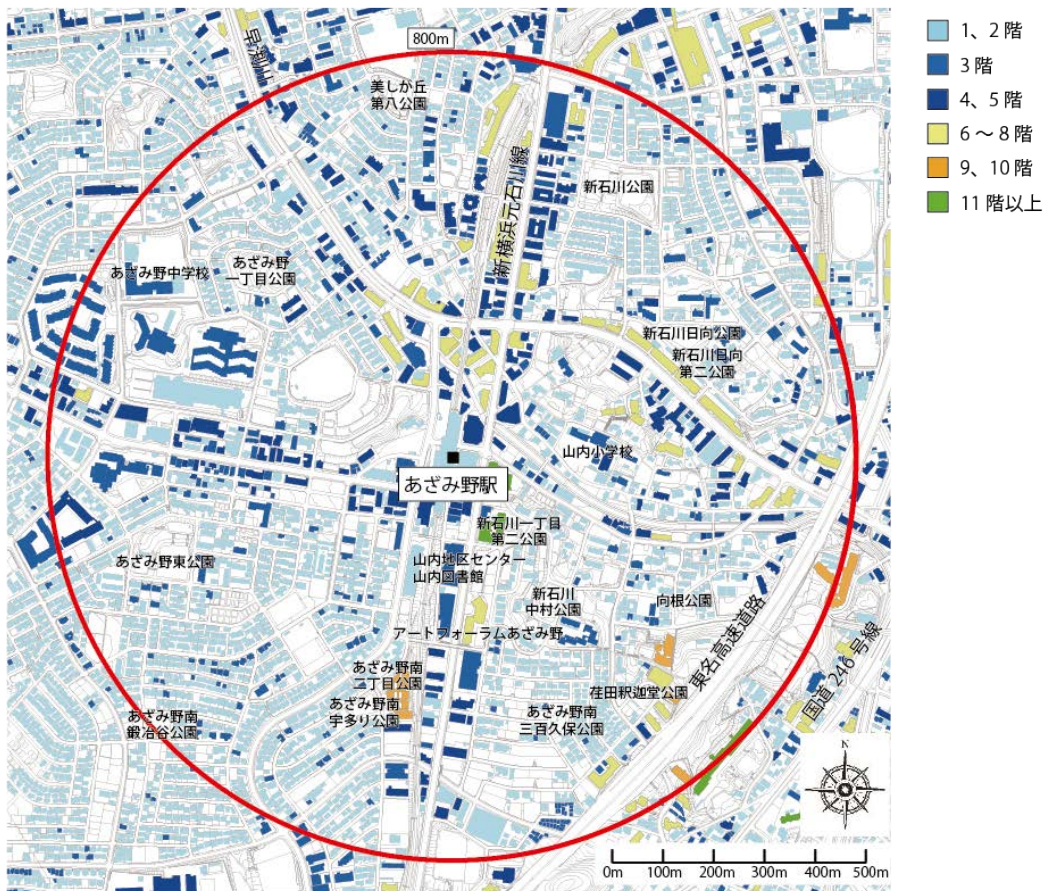 800m
早渕川
美しが丘
第八公園
新横浜元石川線
新石川公園
あざみ野中学校
あざみ野
一丁目公園
新石川日向公園
新石川日向
第二公園
山内小学校
あざみ野駅
新石川一丁目
第二公園
あざみ野東公園
山内地区センター
山内図書館
新石川
中村公園
向根公園
アートフォーラムあざみ野
東名高速道路
国道246号線
あざみ野南
二丁目公園
荏田釈迦堂公園
あざみ野南
宇多り公園
あざみ野南
三百久保公園
あざみ野南
鍛冶谷公園
N
0m 100m 200m 300m 400m 500m
1、2階
3階
4、5階
6～8階
9、10階
11階以上